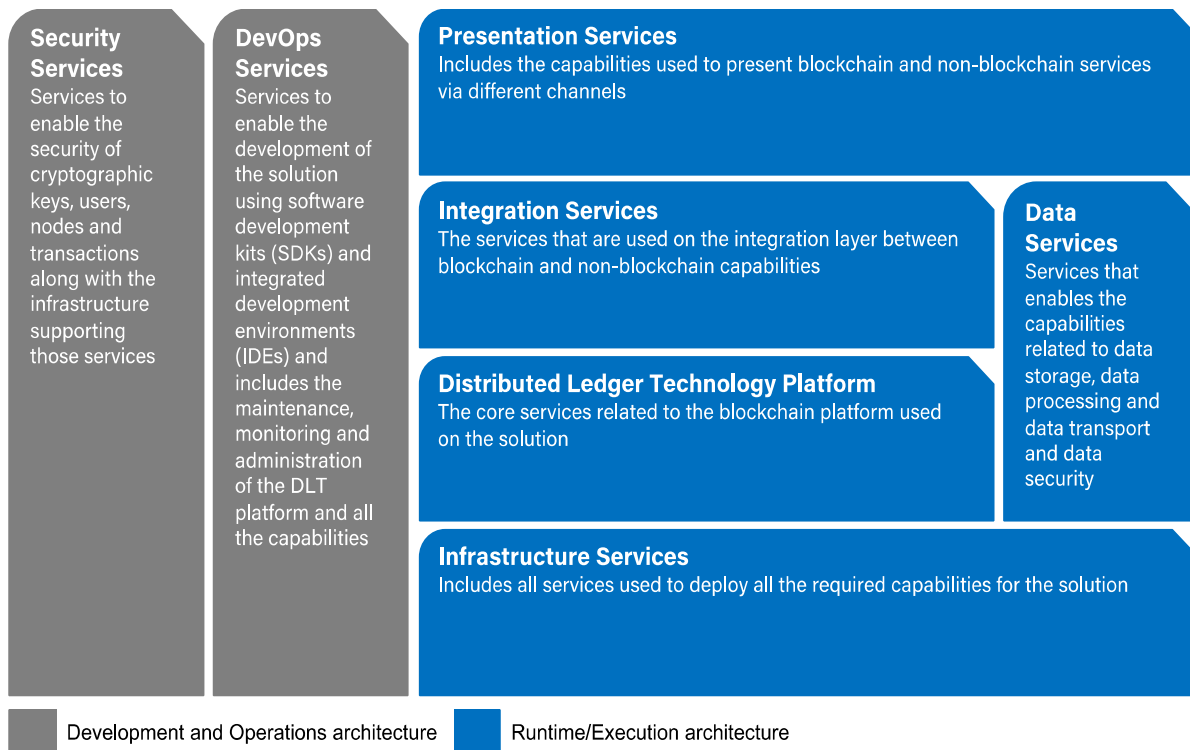 Security
Services
Services to
enable the
security of
cryptographic
keys, users,
nodes and
transactions
along with the
infrastructure
supporting
those services
DevOps
Services
Services to
enable the
development of
the solution
using software
development
kits (SDKs) and
integrated
development
environments
(IDEs) and
includes the
maintenance,
monitoring and
administration
of the DLT
platform and all
the capabilities
Presentation Services
Includes the capabilities used to present blockchain and non-blockchain services
via different channels
Integration Services
The services that are used on the integration layer between
blockchain and non-blockchain capabilities
Data
Services
Services that
enables the
capabilities
related to data
storage, data
processing and
data transport
and data
security
Distributed Ledger Technology Platform
The core services related to the blockchain platform used
on the solution
Infrastructure Services
Includes all services used to deploy all the required capabilities for the solution
Development and Operations architecture
Runtime/Execution architecture